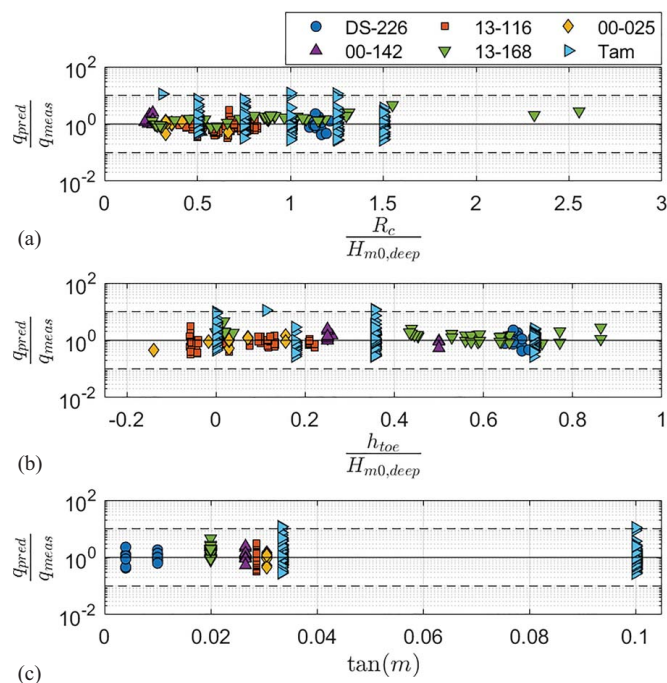 DS-226 13-116 00-025
00-142 13-168 Tam
10^2
10^0
10^-2
q_pred / q_meas
0 0.5 1 1.5 2 2.5 3
(a)
R_c / H_m0,deep
10^2
10^0
10^-2
q_pred / q_meas
-0.2 0 0.2 0.4 0.6 0.8 1
(b)
h_toe / H_m0,deep
10^2
10^0
10^-2
q_pred / q_meas
0 0.02 0.04 0.06 0.08 0.1
(c)
tan(m)